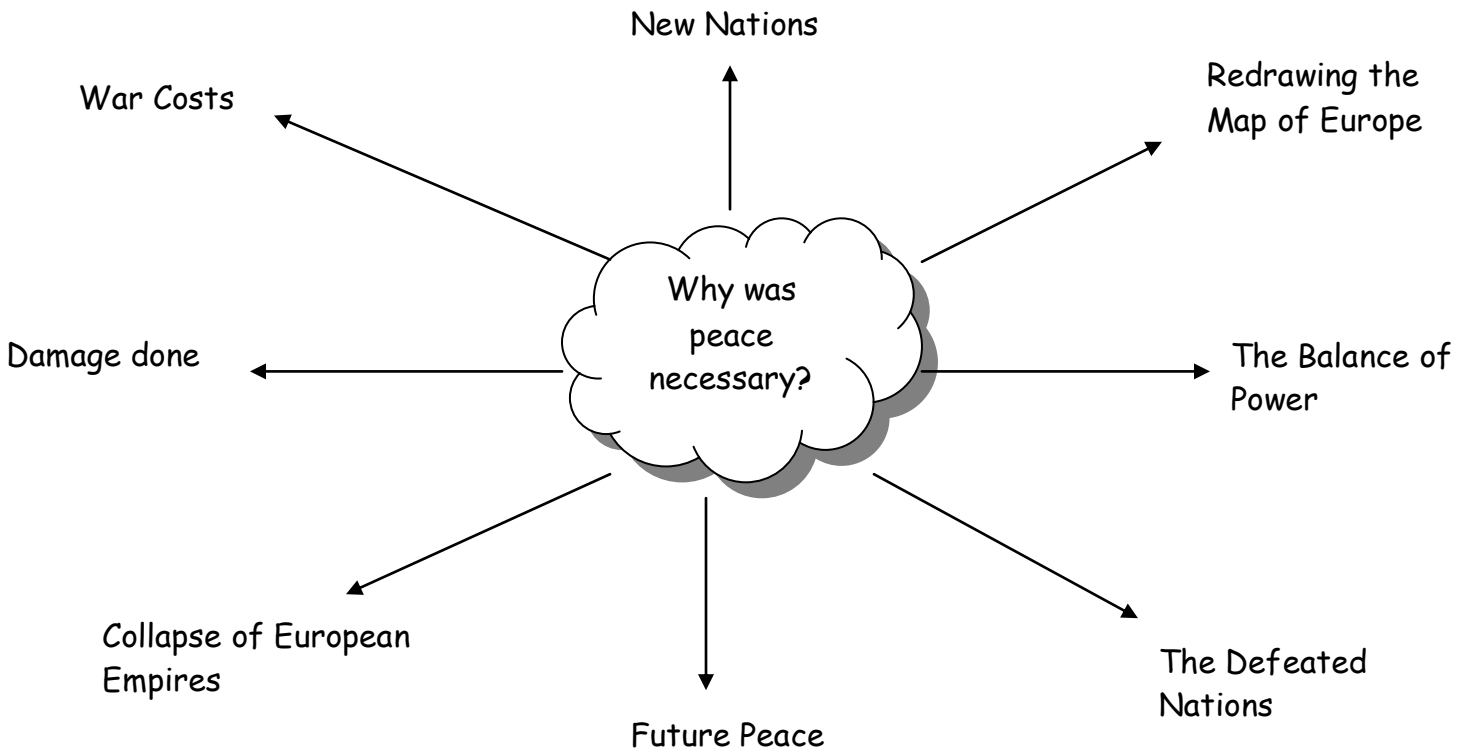 New Nations
War Costs
Redrawing the
Map of Europe
Why was
peace
necessary?
Damage done
The Balance of
Power
Collapse of European
Empires
The Defeated
Nations
Future Peace